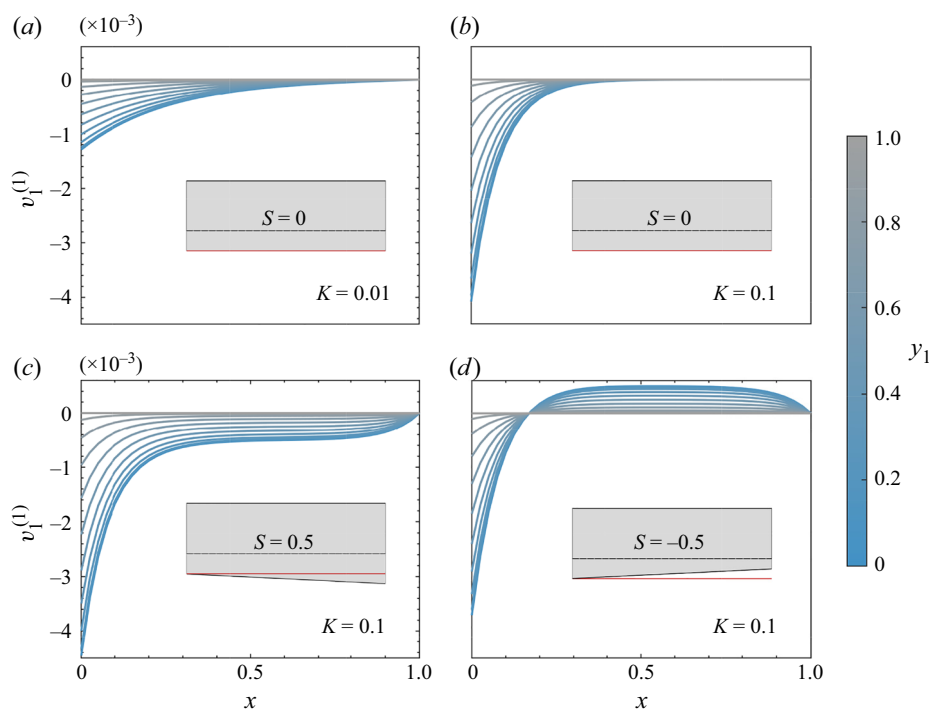 (a) (×10⁻³) (b)
0
–1
–2
–3
–4
v₁⁽¹⁾
S = 0
K = 0.01
S = 0
K = 0.1
1.0
0.8
0.6
0.4
0.2
0
y₁
(c) (×10⁻³) (d)
0
–1
–2
–3
–4
v₁⁽¹⁾
S = 0.5
K = 0.1
S = –0.5
K = 0.1
0 0.5 1.0 0 0.5 1.0
x x